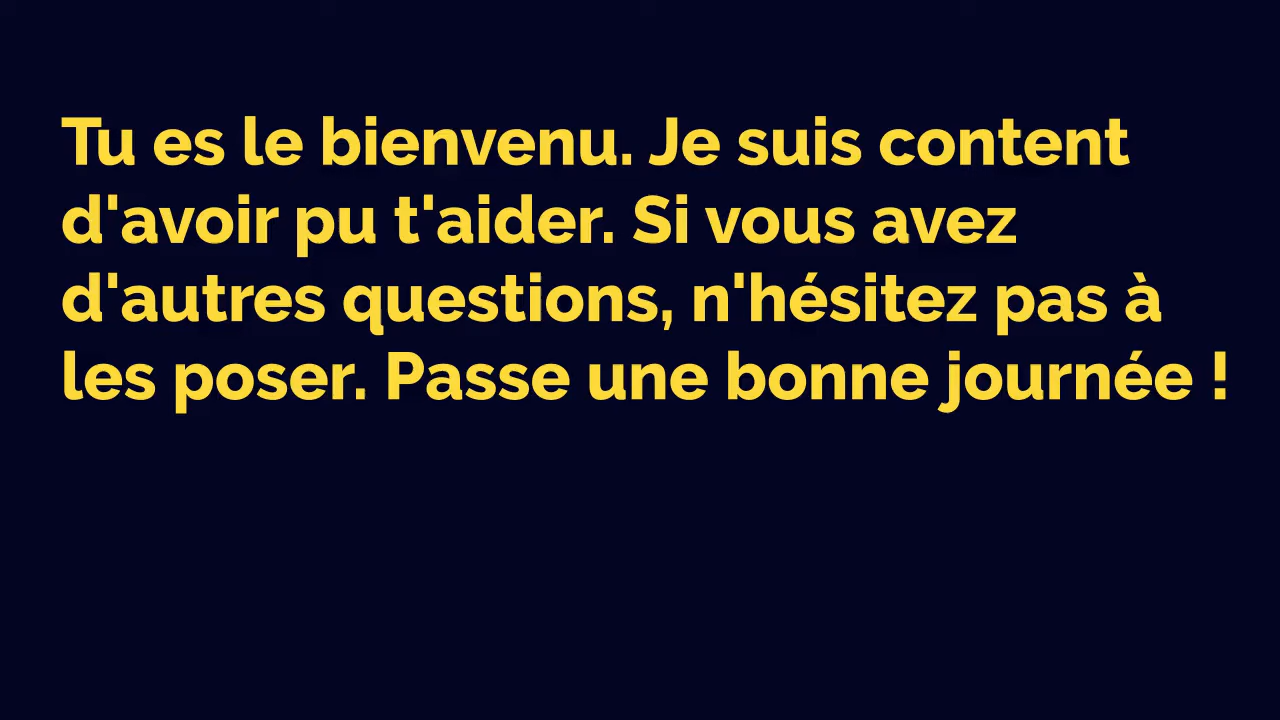 Tu es le bienvenu. Je suis content
d'avoir pu t'aider. Si vous avez
d'autres questions, n'hésitez pas à
les poser. Passe une bonne journée !